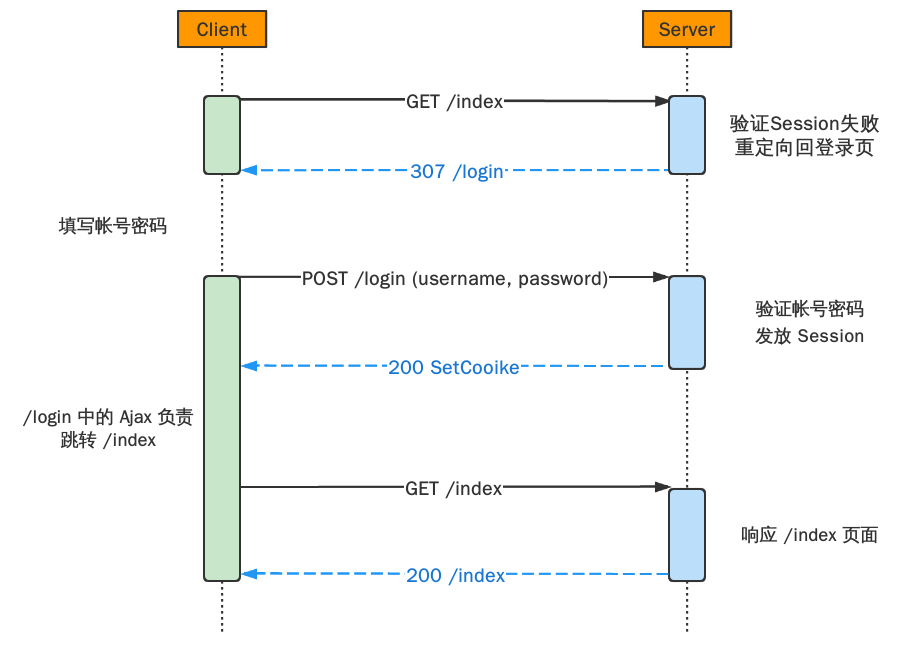 Client
Server
GET /index
验证Session失败
重定向回登录页
307 /login
填写帐号密码
POST /login (username, password)
验证帐号密码
发放 Session
200 SetCooike
/login 中的 Ajax 负责
跳转 /index
GET /index
响应 /index 页面
200 /index